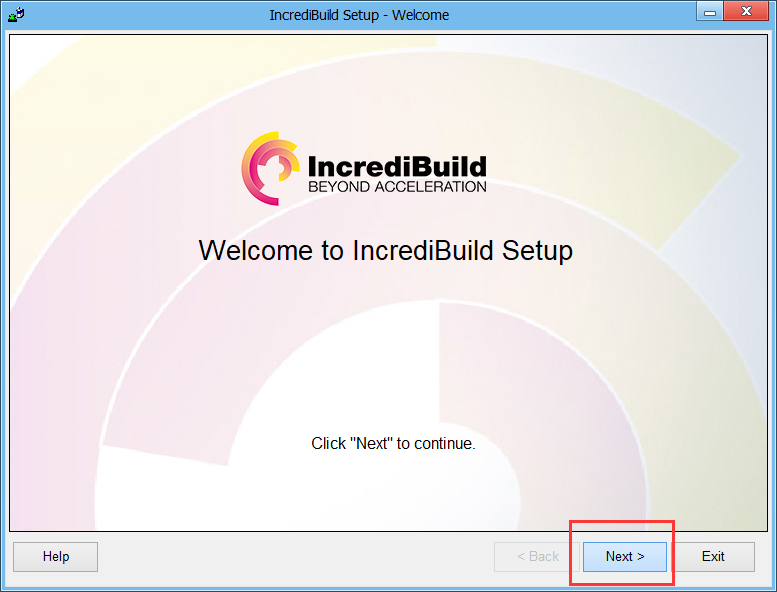 IncrediBuild Setup - Welcome
IncrediBuild
BEYOND ACCELERATION
Welcome to IncrediBuild Setup
Click "Next" to continue.
Help
< Back
Next >
Exit